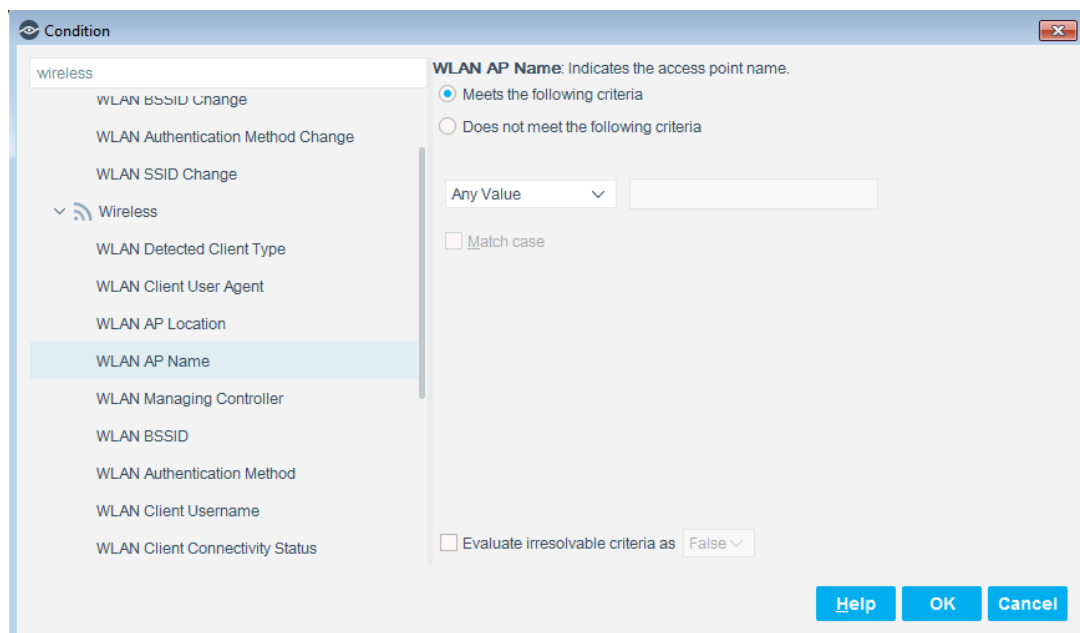 Condition
wireless
WLAN BSSID Change
WLAN Authentication Method Change
WLAN SSID Change
Wireless
WLAN Detected Client Type
WLAN Client User Agent
WLAN AP Location
WLAN AP Name
WLAN Managing Controller
WLAN BSSID
WLAN Authentication Method
WLAN Client Username
WLAN Client Connectivity Status
WLAN AP Name: Indicates the access point name.
Meets the following criteria
Does not meet the following criteria
Any Value
Match case
Evaluate irresolvable criteria as False
Help OK Cancel